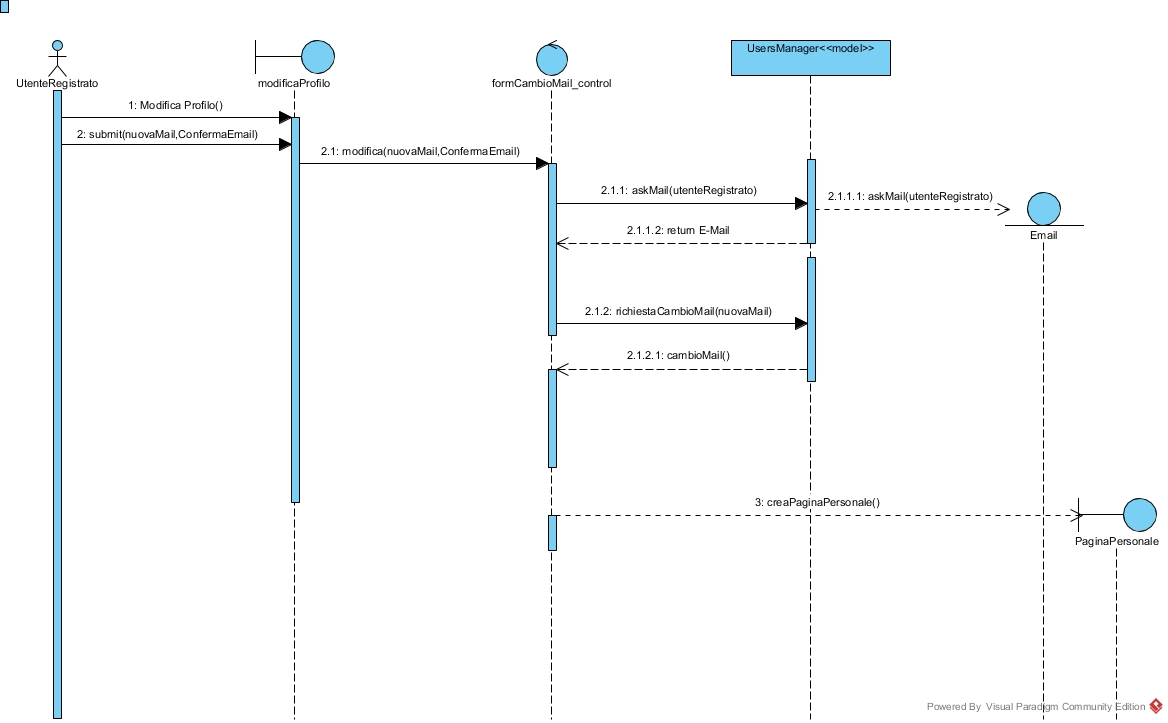 UtenteRegistrato
modificaProfilo
formCambioMail_control
UsersManager<<model>>
1: Modifica Profilo()
2: submit(nuovaMail,ConfermaEmail)
2.1: modifica(nuovaMail,ConfermaEmail)
2.1.1: askMail(utenteRegistrato)
2.1.1.1: askMail(utenteRegistrato)
2.1.1.2: return E-Mail
Email
2.1.2: richiestaCambioMail(nuovaMail)
2.1.2.1: cambioMail()
3: creaPaginaPersonale()
PaginaPersonale
Powered By Visual Paradigm Community Edition